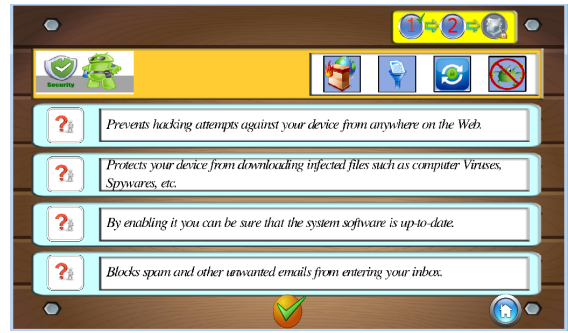 1 2
Security
Prevents hacking attempts against your device from anywhere on the Web.
Protects your device from downloading infected files such as computer Viruses,
Spywares, etc.
By enabling it you can be sure that the system software is up-to-date.
Blocks spam and other unwanted emails from entering your inbox.